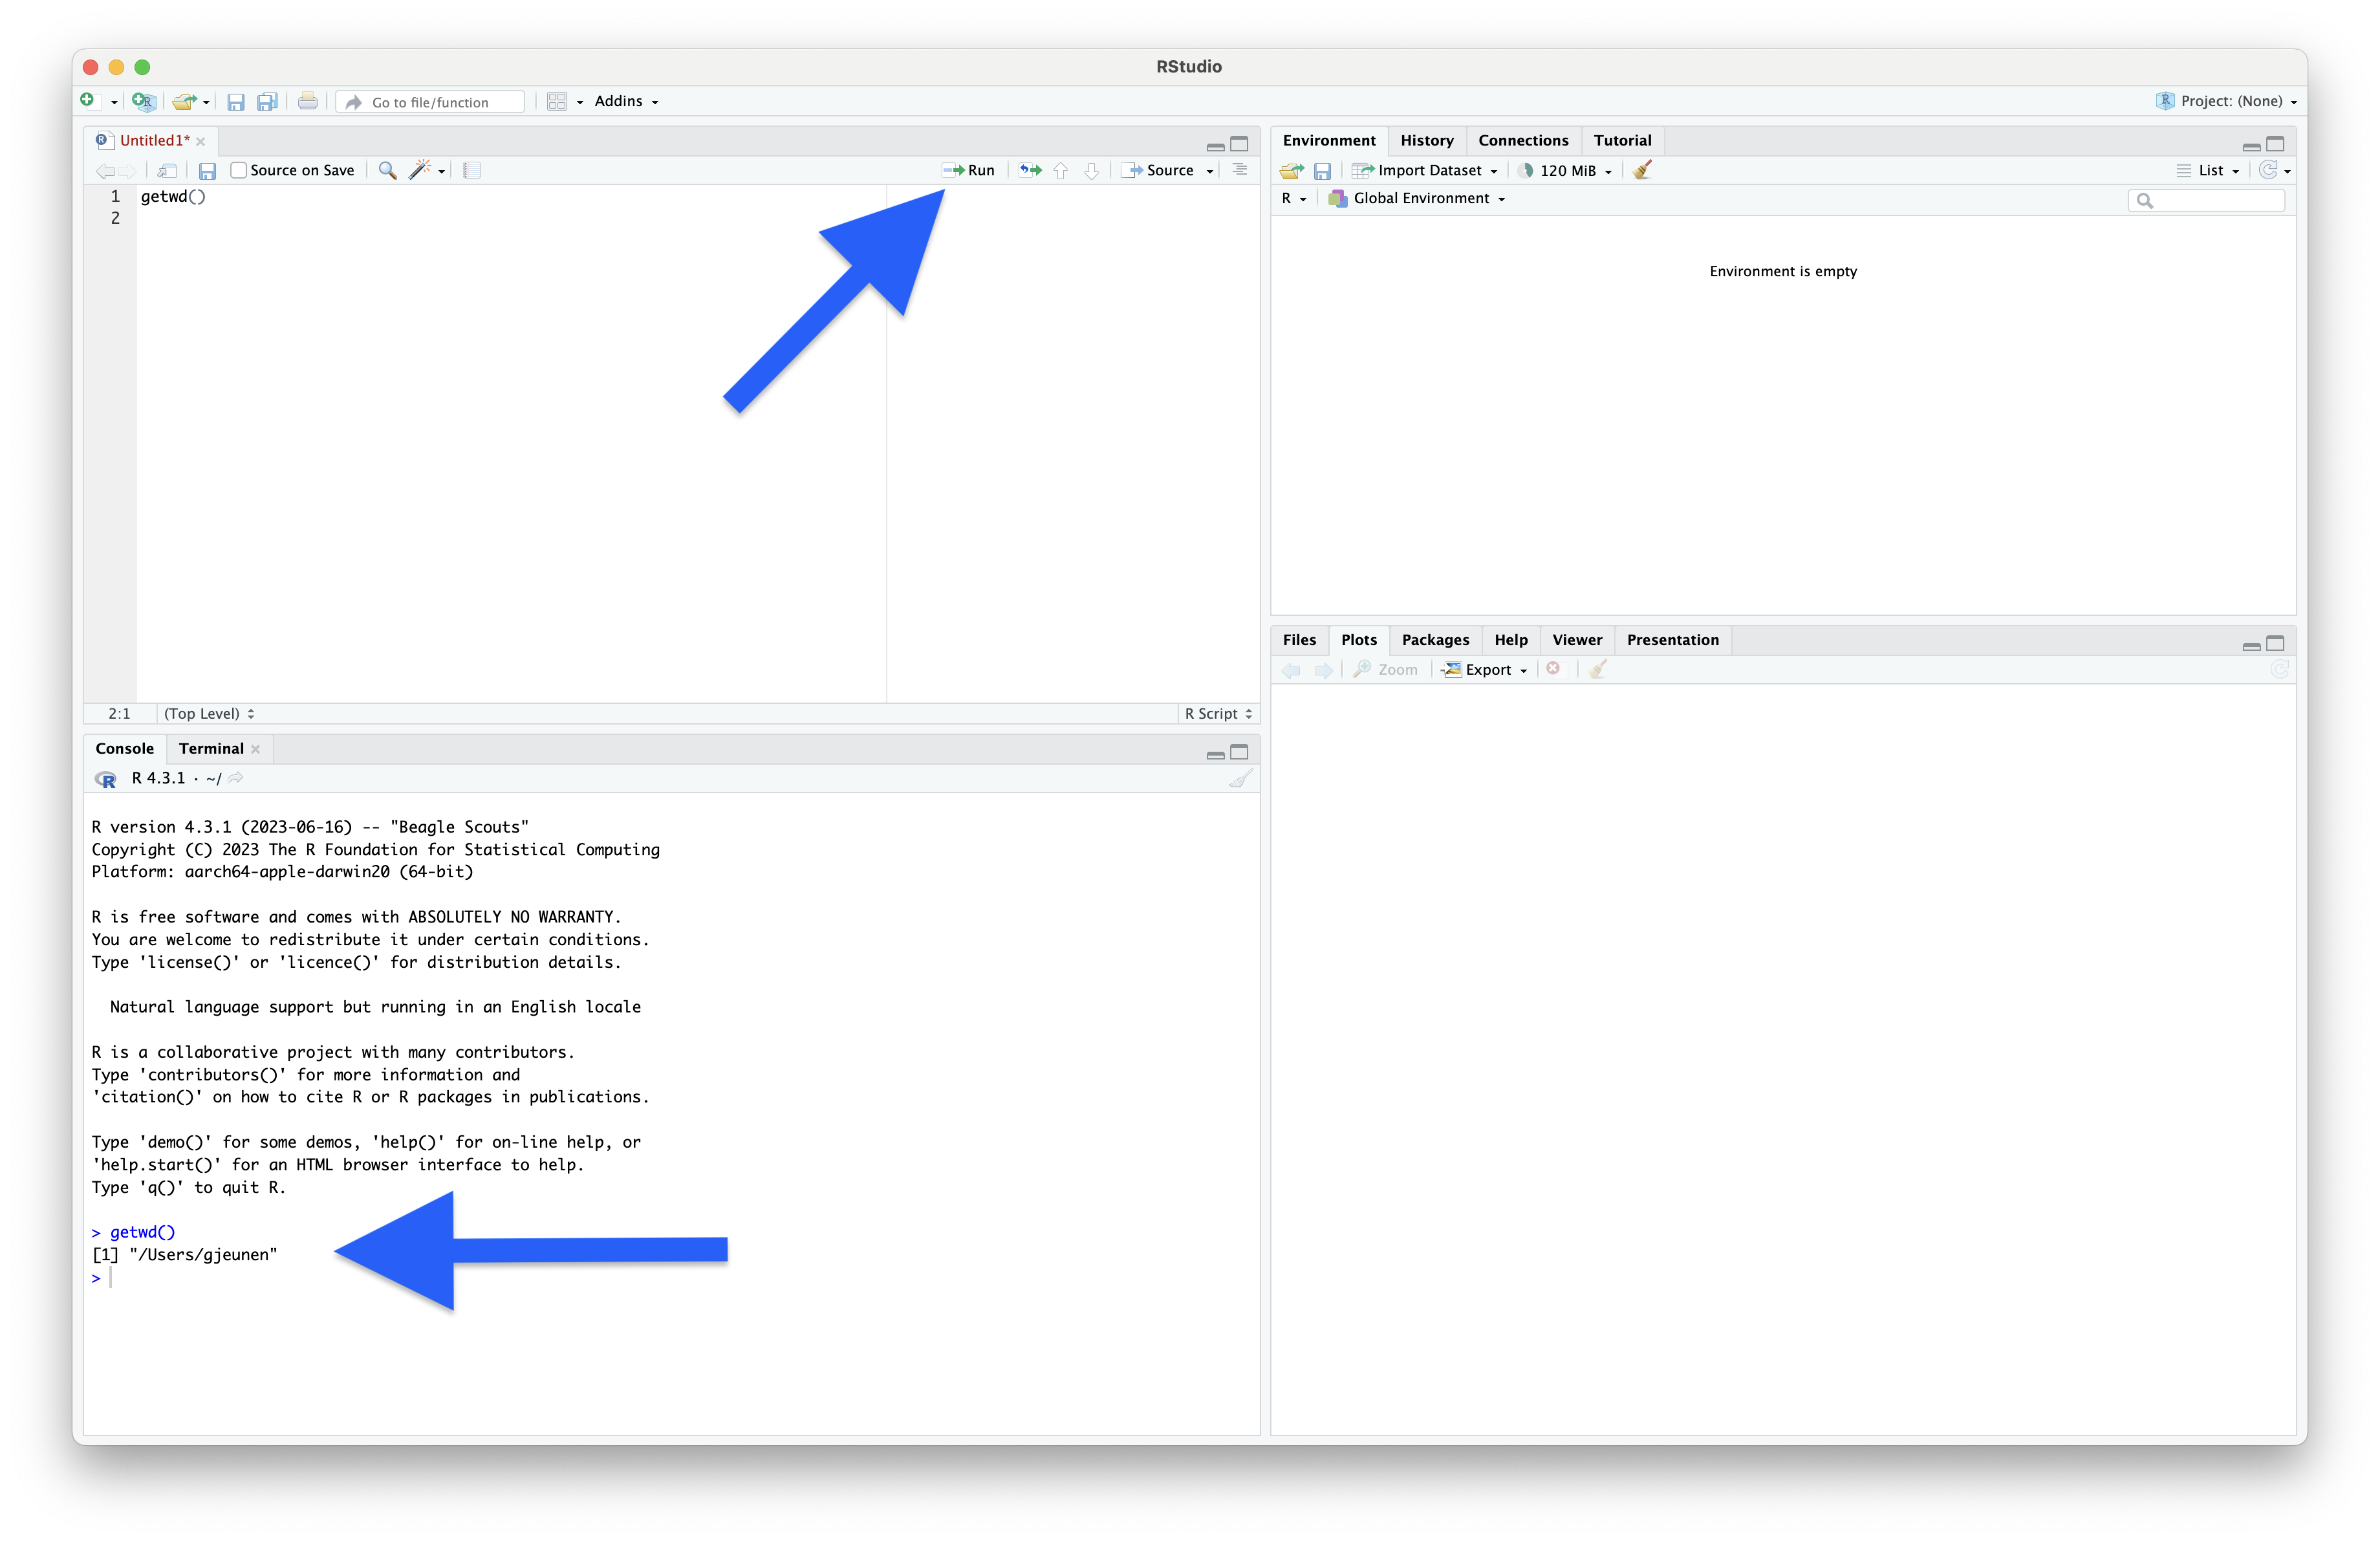 RStudio
Go to file/function
Addins
Project: (None)
Untitled1*
Source on Save
Run
Source
1 getwd()
2
2:1 (Top Level)
R Script
Console Terminal
R 4.3.1 · ~/
R version 4.3.1 (2023-06-16) -- "Beagle Scouts"
Copyright (C) 2023 The R Foundation for Statistical Computing
Platform: aarch64-apple-darwin20 (64-bit)
R is free software and comes with ABSOLUTELY NO WARRANTY.
You are welcome to redistribute it under certain conditions.
Type 'license()' or 'licence()' for distribution details.
Natural language support but running in an English locale
R is a collaborative project with many contributors.
Type 'contributors()' for more information and
'citation()' on how to cite R or R packages in publications.
Type 'demo()' for some demos, 'help()' for on-line help, or
'help.start()' for an HTML browser interface to help.
Type 'q()' to quit R.
> getwd()
[1] "/Users/gjeunen"
>
Environment History Connections Tutorial
Import Dataset 120 MiB List
R Global Environment
Environment is empty
Files Plots Packages Help Viewer Presentation
Zoom Export